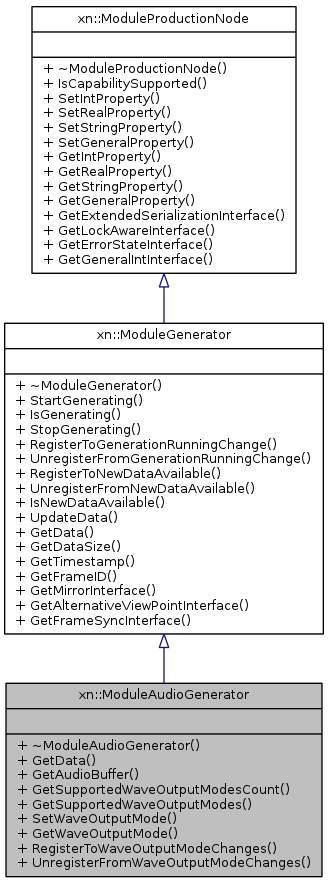 xn::ModuleProductionNode
+ ~ModuleProductionNode()
+ IsCapabilitySupported()
+ SetIntProperty()
+ SetRealProperty()
+ SetStringProperty()
+ SetGeneralProperty()
+ GetIntProperty()
+ GetRealProperty()
+ GetStringProperty()
+ GetGeneralProperty()
+ GetExtendedSerializationInterface()
+ GetLockAwareInterface()
+ GetErrorStateInterface()
+ GetGeneralIntInterface()
xn::ModuleGenerator
+ ~ModuleGenerator()
+ StartGenerating()
+ IsGenerating()
+ StopGenerating()
+ RegisterToGenerationRunningChange()
+ UnregisterFromGenerationRunningChange()
+ RegisterToNewDataAvailable()
+ UnregisterFromNewDataAvailable()
+ IsNewDataAvailable()
+ UpdateData()
+ GetData()
+ GetDataSize()
+ GetTimestamp()
+ GetFrameID()
+ GetMirrorInterface()
+ GetAlternativeViewPointInterface()
+ GetFrameSyncInterface()
xn::ModuleAudioGenerator
+ ~ModuleAudioGenerator()
+ GetData()
+ GetAudioBuffer()
+ GetSupportedWaveOutputModesCount()
+ GetSupportedWaveOutputModes()
+ SetWaveOutputMode()
+ GetWaveOutputMode()
+ RegisterToWaveOutputModeChanges()
+ UnregisterFromWaveOutputModeChanges()